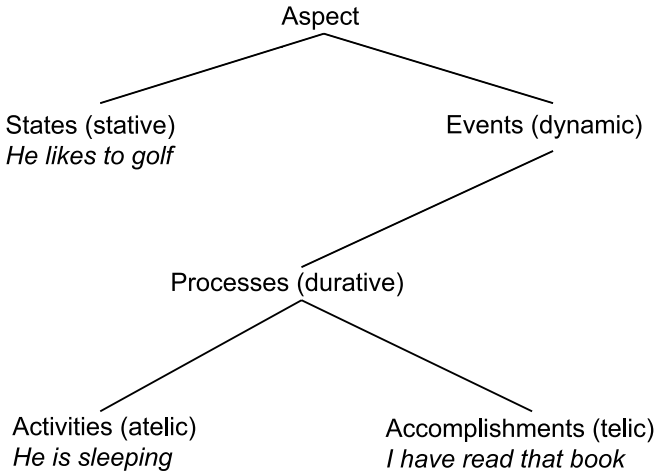 Aspect
States (stative)
He likes to golf
Events (dynamic)
Processes (durative)
Activities (atelic)
He is sleeping
Accomplishments (telic)
I have read that book